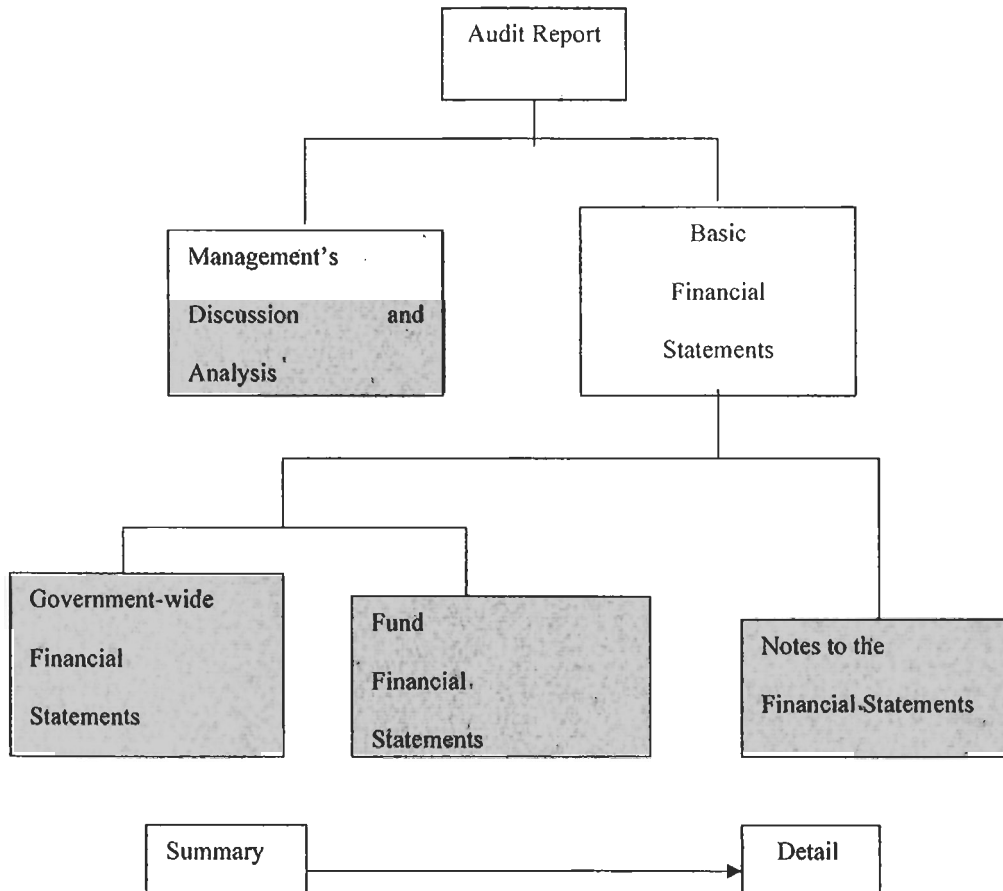 Audit Report
Management's
Discussion and
Analysis
Basic
Financial
Statements
Government-wide
Financial
Statements
Fund
Financial
Statements
Notes to the
Financial Statements
Summary
Detail